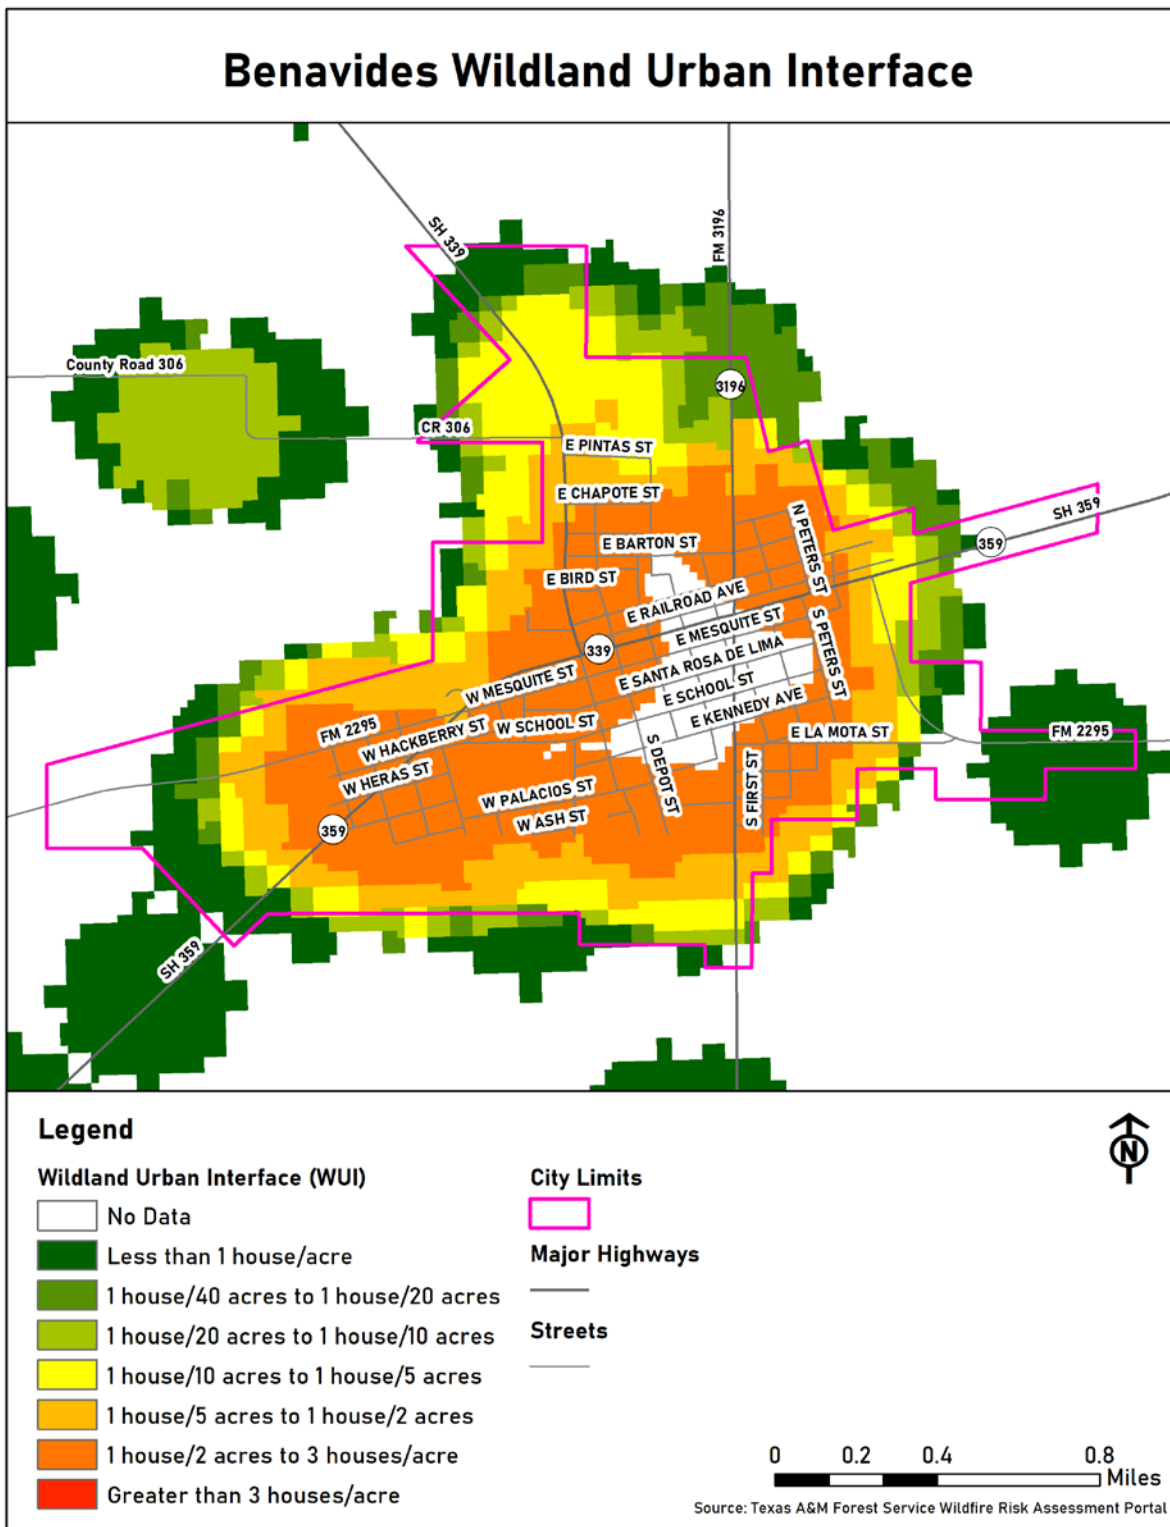 Benavides Wildland Urban Interface
SH 339
FM 3196
County Road 306
3196
CR 306
E PINTAS ST
E CHAPOTE ST
SH 359
N PETERS ST
E BARTON ST
359
E BIRD ST
E RAILROAD AVE
E MESQUITE ST
339
S PETERS ST
E SANTA ROSA DE LIMA
W MESQUITE ST
E SCHOOL ST
E KENNEDY AVE
FM 2295
W SCHOOL ST
E LA MOTA ST
FM 2295
W HACKBERRY ST
W HERAS ST
S DEPOT ST
S FIRST ST
W PALACIOS ST
W ASH ST
359
SH 359
Legend
Wildland Urban Interface (WUI)
No Data
Less than 1 house/acre
1 house/40 acres to 1 house/20 acres
1 house/20 acres to 1 house/10 acres
1 house/10 acres to 1 house/5 acres
1 house/5 acres to 1 house/2 acres
1 house/2 acres to 3 houses/acre
Greater than 3 houses/acre
City Limits
Major Highways
Streets
N
0 0.2 0.4 0.8
Miles
Source: Texas A&M Forest Service Wildfire Risk Assessment Portal